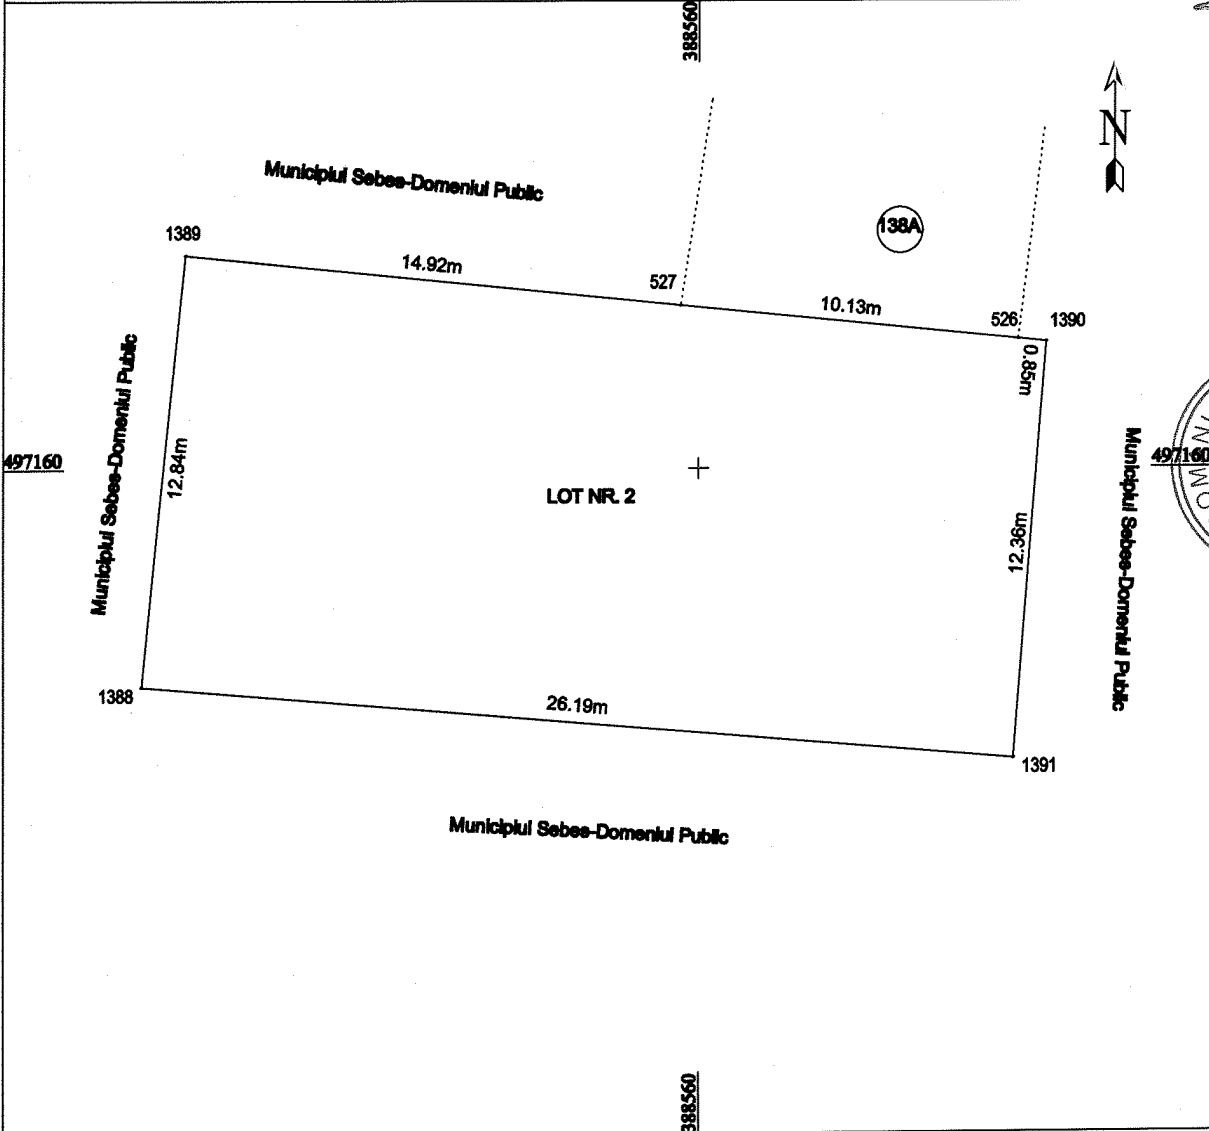 388560
N
Municipiul Sebes-Domeniul Public
138A
1389
14.92m
527
10.13m
526
1390
0.85m
Municipiul Sebes-Domeniul Public
12.84m
497160
497160
LOT NR. 2
12.36m
Municipiul Sebes-Domeniul Public
1388
26.19m
1391
Municipiul Sebes-Domeniul Public
388560